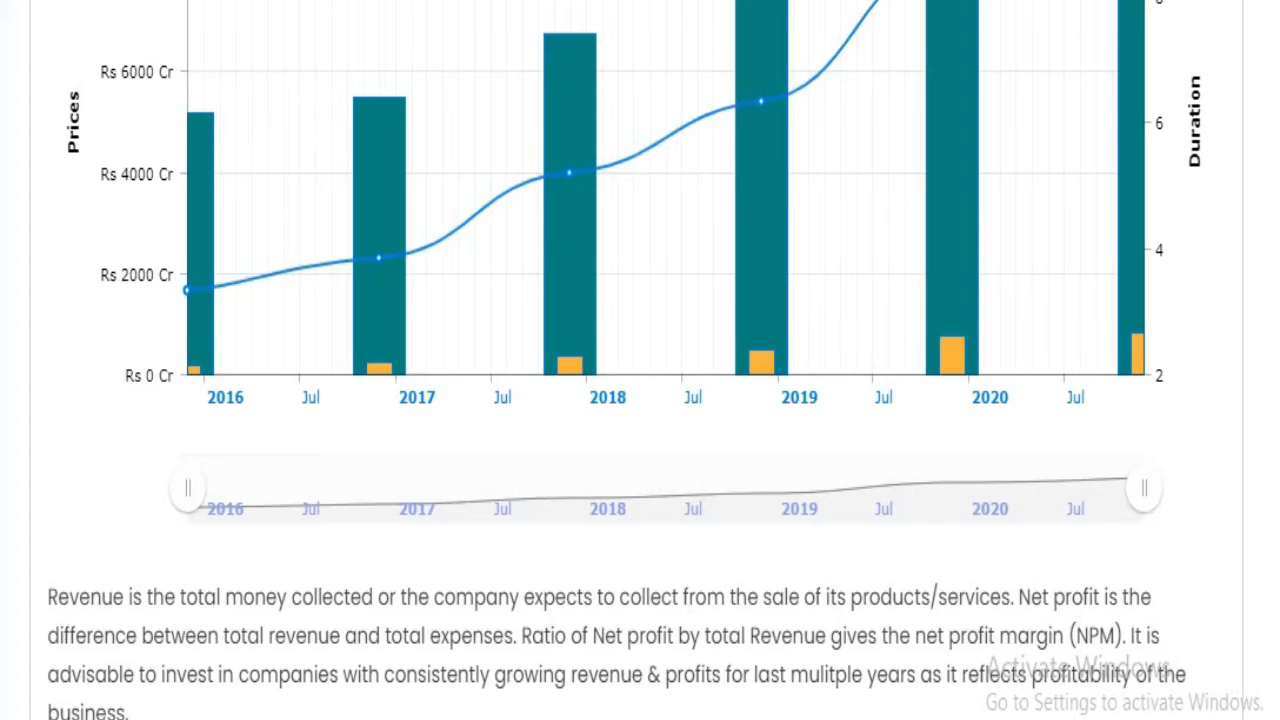 8
Rs 6000 Cr
Prices
Duration
6
Rs 4000 Cr
4
Rs 2000 Cr
Rs 0 Cr
2
2016 Jul 2017 Jul 2018 Jul 2019 Jul 2020 Jul
2016 Jul 2017 Jul 2018 Jul 2019 Jul 2020 Jul
Revenue is the total money collected or the company expects to collect from the sale of its products/services. Net profit is the
difference between total revenue and total expenses. Ratio of Net profit by total Revenue gives the net profit margin (NPM). It is
advisable to invest in companies with consistently growing revenue & profits for last mulitple years as it reflects profitability of the
business.
Activate Windows
Go to Settings to activate Windows.